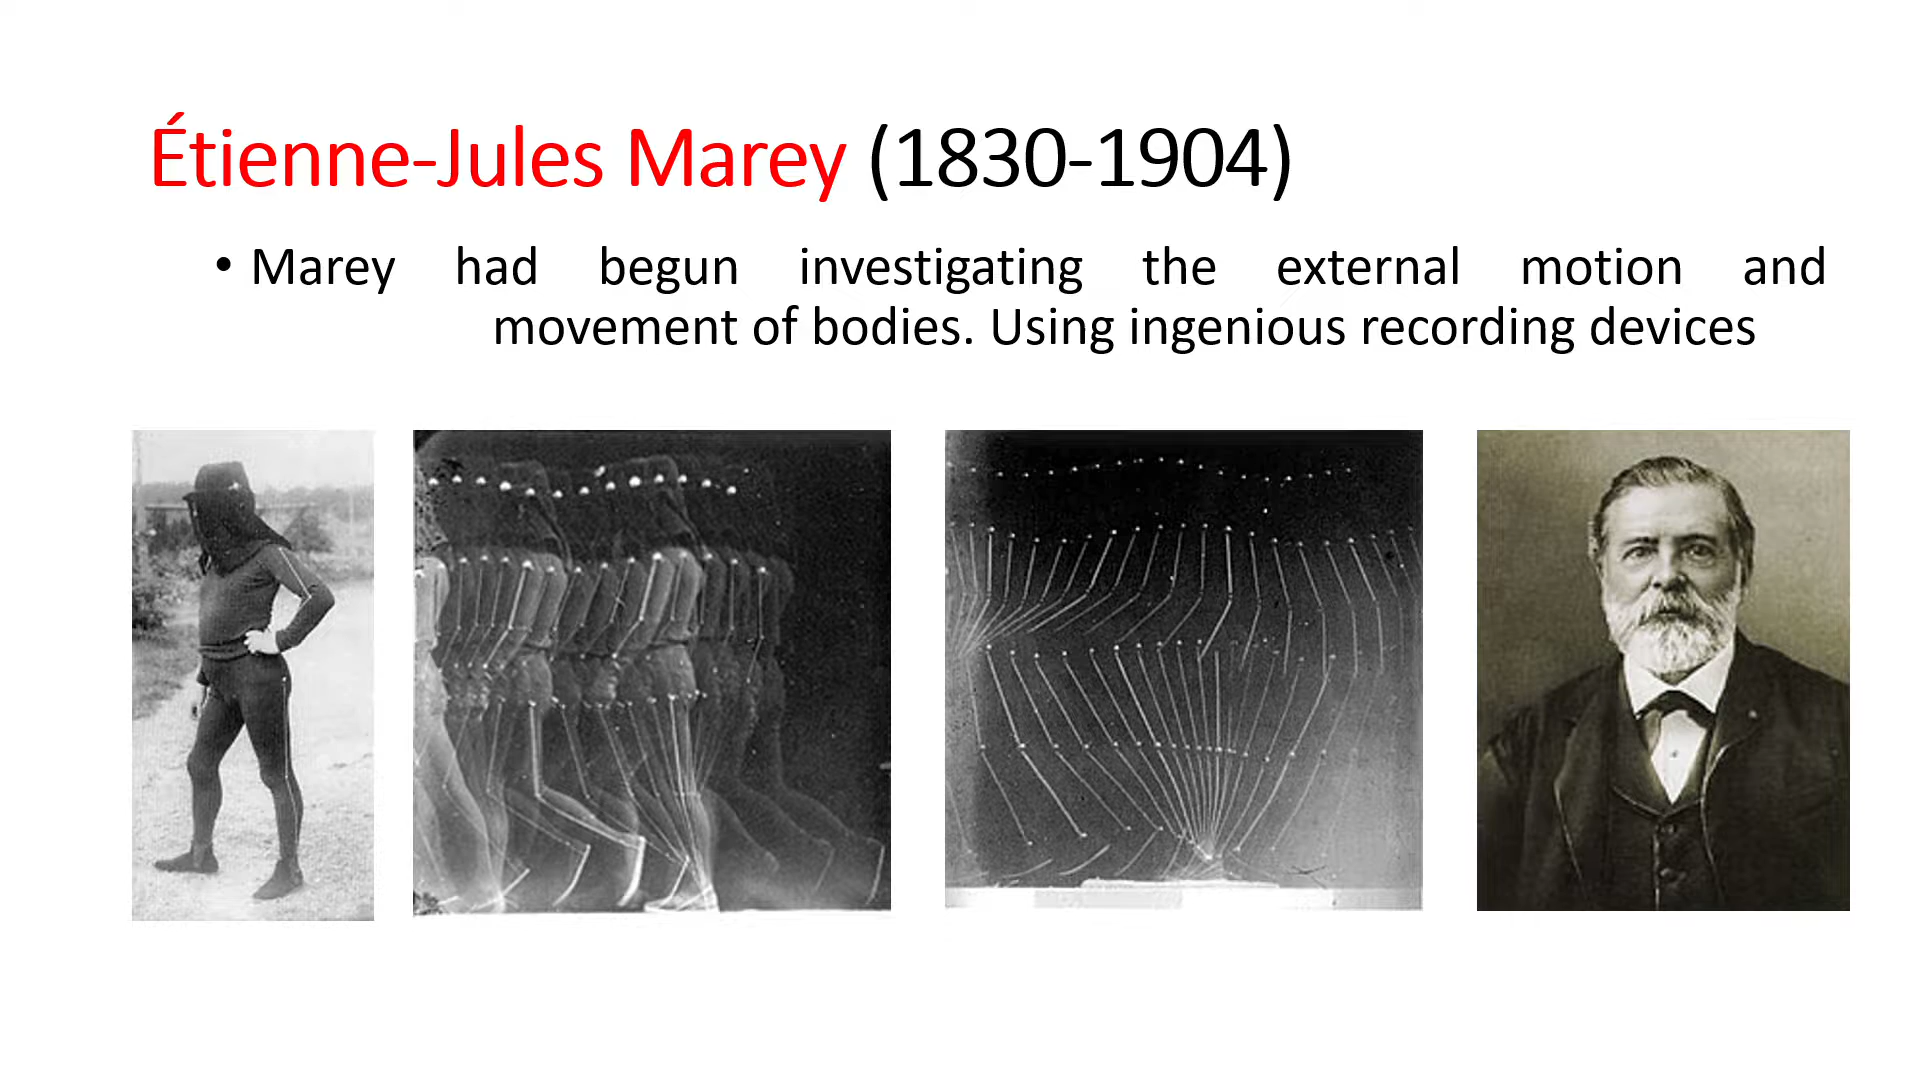 Étienne-Jules Marey (1830-1904)
• Marey had begun investigating the external motion and
movement of bodies. Using ingenious recording devices